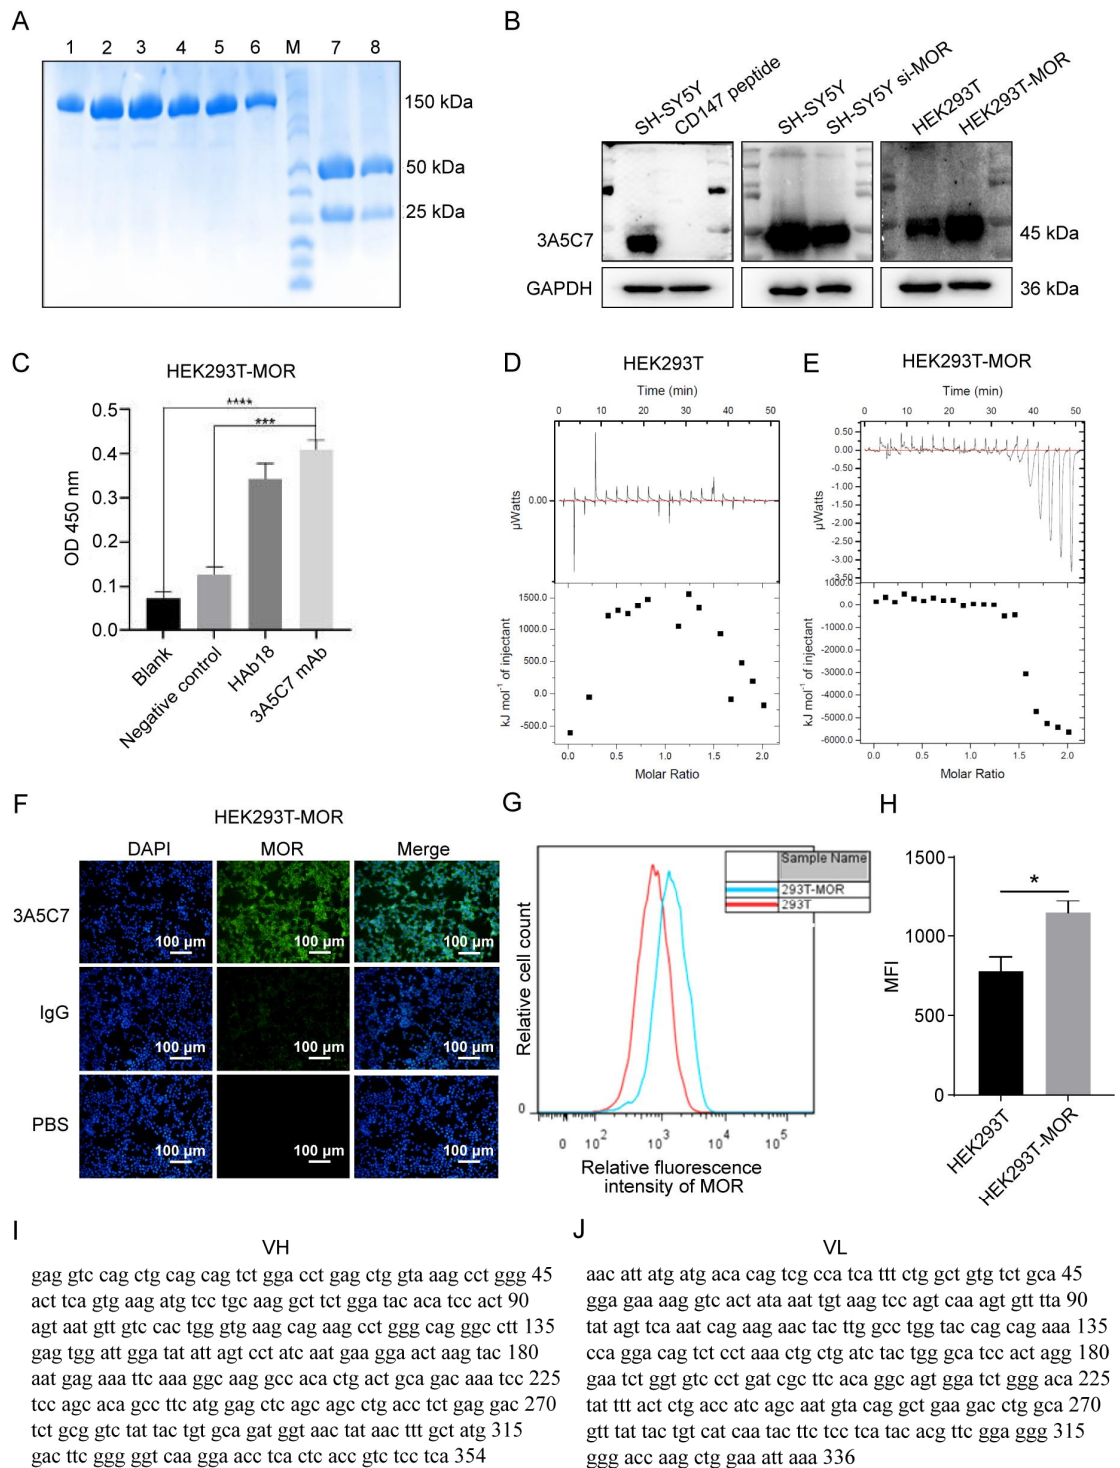 A
1 2 3 4 5 6 M 7 8
150 kDa
50 kDa
25 kDa
B
SH-SY5Y
CD147 peptide
SH-SY5Y
SH-SY5Y si-MOR
HEK293T
HEK293T-MOR
3A5C7
45 kDa
GAPDH
36 kDa
C
HEK293T-MOR
****
***
OD 450 nm
0.5
0.4
0.3
0.2
0.1
0.0
Blank
Negative control
HAb18
3A5C7 mAb
D
HEK293T
Time (min)
0 10 20 30 40 50
µWatts
0.00
kJ mol⁻¹ of injectant
1500.0
1000.0
500.0
0.0
-500.0
0.0 0.5 1.0 1.5 2.0
Molar Ratio
E
HEK293T-MOR
Time (min)
0 10 20 30 40 50
µWatts
0.50
0.00
-0.50
-1.00
-1.50
-2.00
-2.50
-3.00
-3.50
kJ mol⁻¹ of injectant
1000.0
0.0
-1000.0
-2000.0
-3000.0
-4000.0
-5000.0
-6000.0
0.0 0.5 1.0 1.5 2.0
Molar Ratio
F
HEK293T-MOR
DAPI MOR Merge
3A5C7
100 µm 100 µm 100 µm
IgG
100 µm 100 µm 100 µm
PBS
100 µm 100 µm 100 µm
G
Sample Name
293T-MOR
293T
Relative cell count
0
0 10² 10³ 10⁴ 10⁵
Relative fluorescence
intensity of MOR
H
*
MFI
1500
1000
500
0
HEK293T
HEK293T-MOR
I
VH
gag gtc cag ctg cag cag tct gga cct gag ctg gta aag cct ggg 45
act tca gtg aag atg tcc tgc aag gct tct gga tac aca tcc act 90
agt aat gtt gtc cac tgg gtg aag cag aag cct ggg cag ggc ctt 135
gag tgg att gga tat att agt cct atc aat gaa gga act aag tac 180
aat gag aaa ttc aaa ggc aag gcc aca ctg act gca gac aaa tcc 225
tcc agc aca gcc ttc atg gag ctc agc agc ctg acc tct gag gac 270
tct gcg gtc tat tac tgt gca gat ggt aac tat aac ttt gct atg 315
gac ttc ggg ggt caa gga acc tca ctc acc gtc tcc tca 354
J
VL
aac att atg atg aca cag tcg cca tca ttt ctg gct gtg tct gca 45
gga gaa aag gtc act ata aat tgt aag tcc agt caa agt gtt tta 90
tat agt tca aat cag aag aac tac ttg gcc tgg tac cag cag aaa 135
cca gga cag tct cct aaa ctg ctg atc tac tgg gca tcc act agg 180
gaa tct ggt gtc cct gat cgc ttc aca ggc agt gga tct ggg aca 225
tat ttt act ctg acc atc agc aat gta cag gct gaa gac ctg gca 270
gtt tat tac tgt cat caa tac ttc tcc tca tac acg ttc gga ggg 315
ggg acc aag ctg gaa att aaa 336